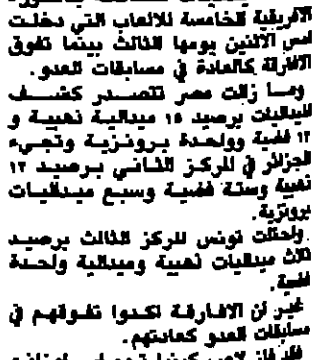 الافريقية الخامسة للالعاب التي دخلت
امس الاثنين يومها الثالث بينما تفوق
الافارقة كالعادة في مسابقات العدو.
وما زالت مصر تتصدر كشف
الميداليات برصيد ١٥ ميدالية ذهبية و
١٢ فضية وواحدة برونزية وتجيء
الجزائر في المركز الثاني برصيد ١٢
ذهبية وستة فضية وسبع ميداليات
برونزية.
واحتلت تونس المركز الثالث برصيد
ثلاث ميداليات ذهبية وميدالية واحدة
فضية.
غير ان الافارقة اكدوا تفوقهم في
مسابقات العدو كعادتهم.